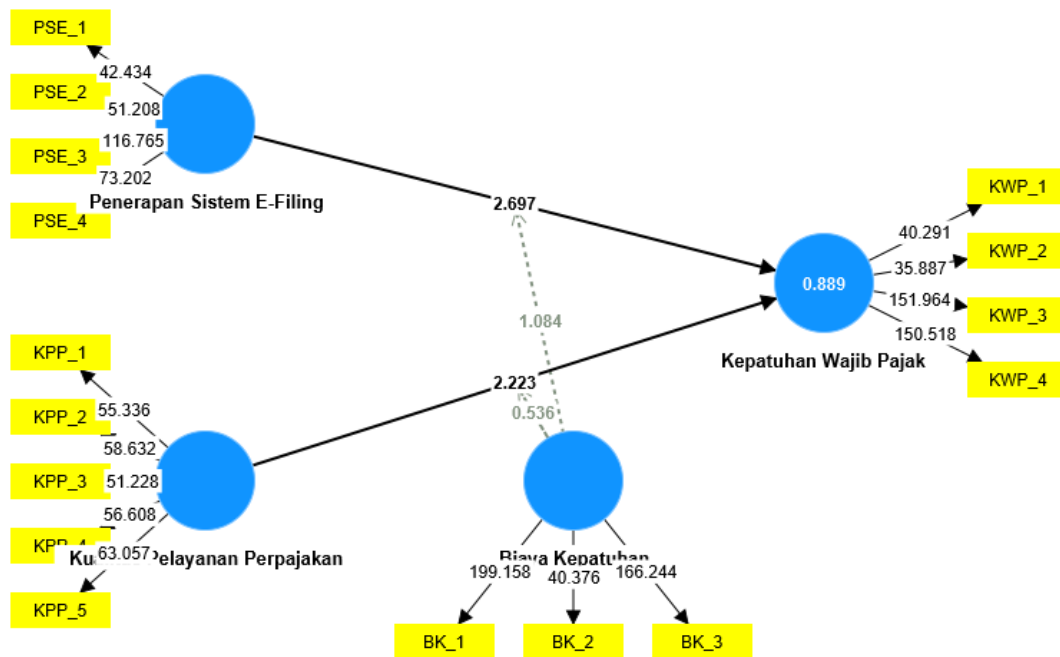 PSE_1
42.434
PSE_2
51.208
116.765
PSE_3
73.202
Penerapan Sistem E-Filing
PSE_4
2.697
KWP_1
40.291
KWP_2
35.887
0.889
151.964
KWP_3
150.518
Kepatuhan Wajib Pajak
KWP_4
1.084
KPP_1
2.223
55.336
0.536
KPP_2
58.632
KPP_3
51.228
56.608
63.057
Pelayanan Perpajakan
Biaya Kepatuhan
199.158
40.376
166.244
KPP_5
BK_1
BK_2
BK_3